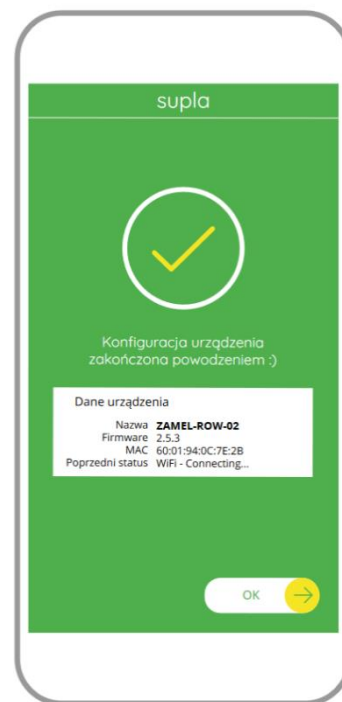 supla
Konfiguracja urządzenia
zakończona powodzeniem :)
Dane urządzenia
Nazwa ZAMEL-ROW-02
Firmware 2.5.3
MAC 60:01:94:0C:7E:2B
Poprzedni status WiFi - Connecting...
OK